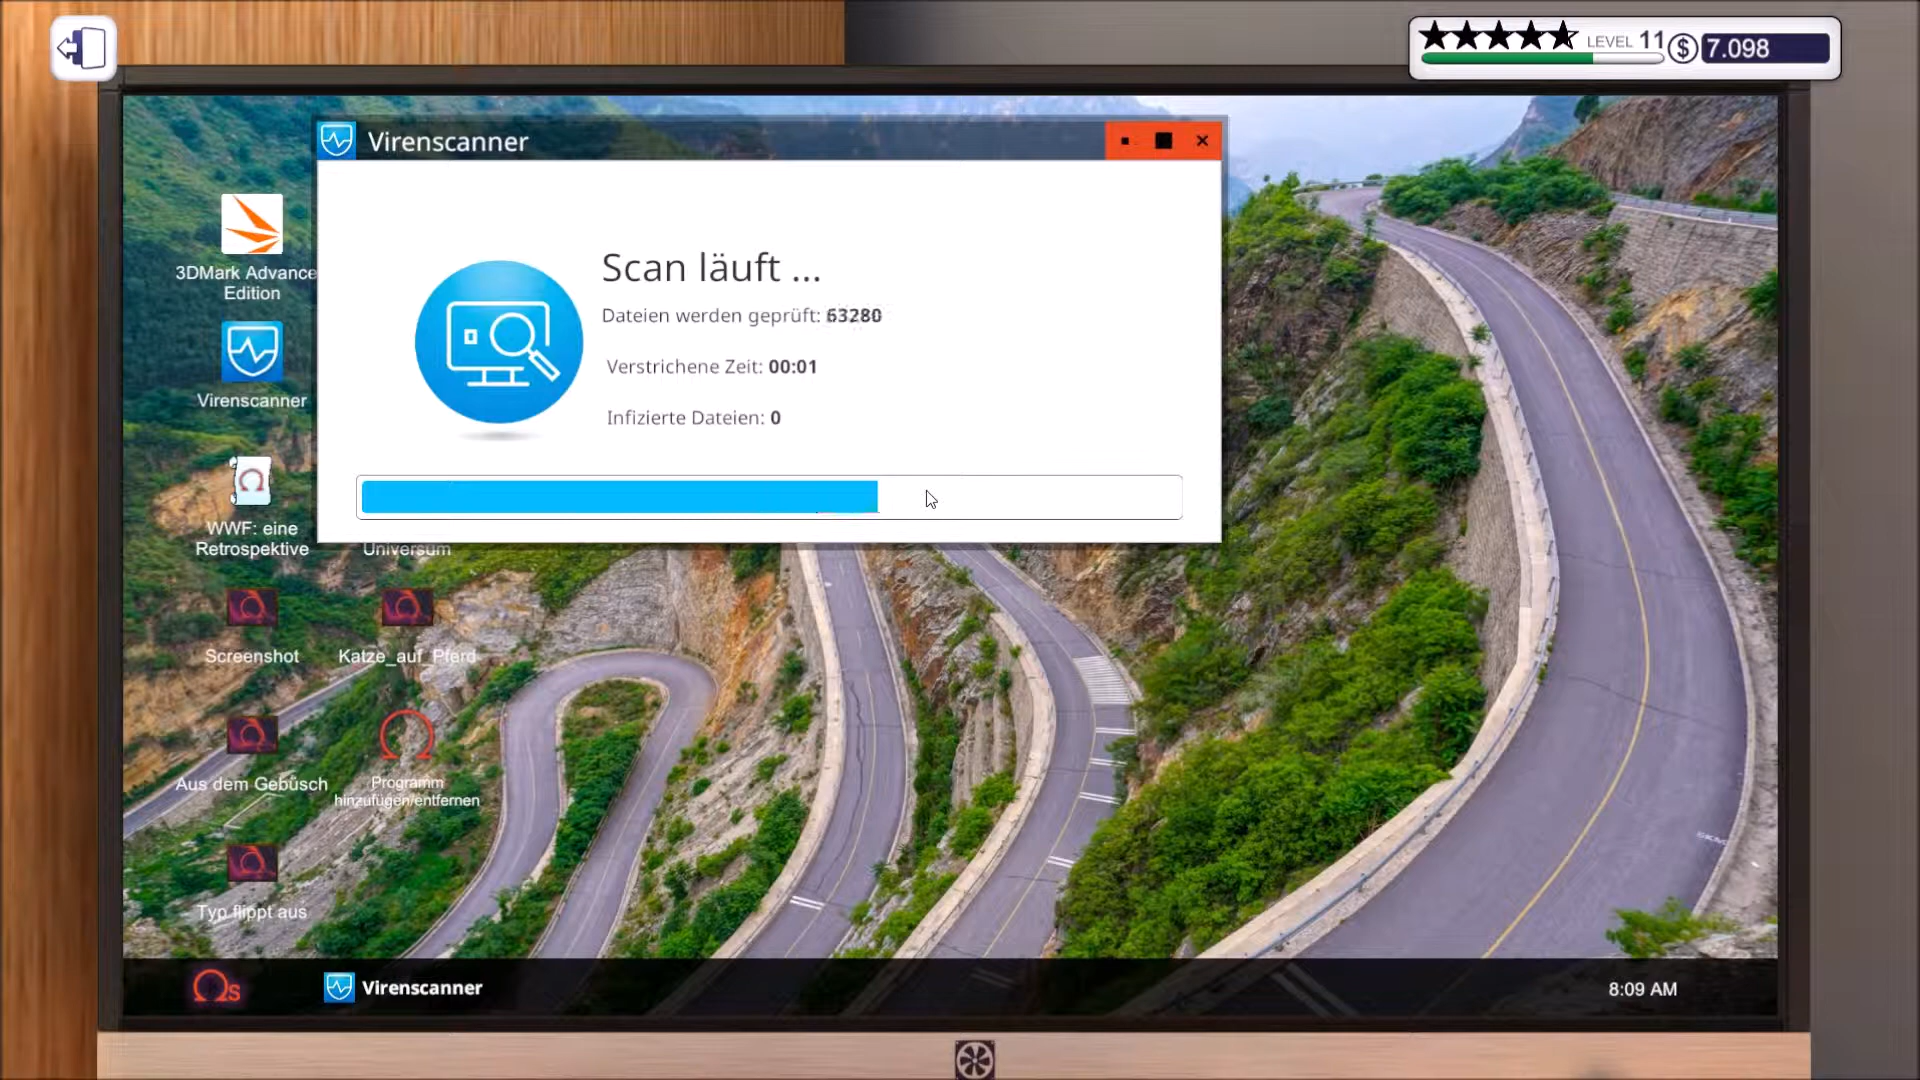 LEVEL 11
$ 7.098
Virenscanner
Scan läuft ...
Dateien werden geprüft: 63280
Verstrichene Zeit: 00:01
Infizierte Dateien: 0
3DMark Advance
Edition
Virenscanner
WWF: eine
Retrospektive
Universum
Screenshot
Katze_auf_Pferd
Aus dem Gebüsch
Programm
hinzufügen/entfernen
Typ flippt aus
Ωs
Virenscanner
8:09 AM